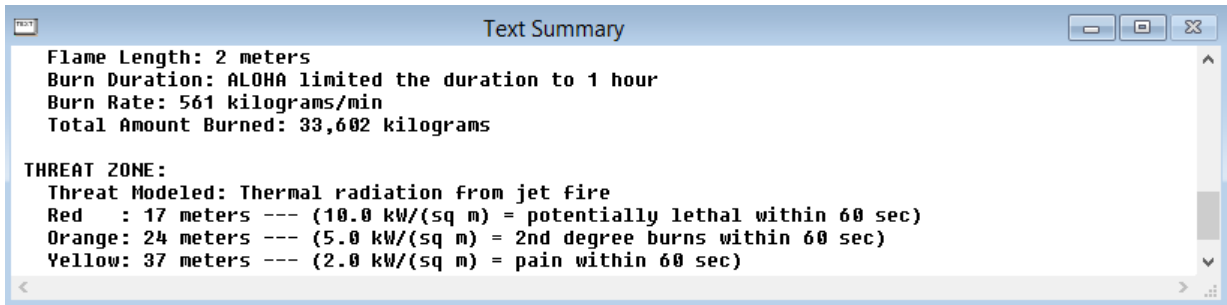 TEXT
Text Summary
Flame Length: 2 meters
Burn Duration: ALOHA limited the duration to 1 hour
Burn Rate: 561 kilograms/min
Total Amount Burned: 33,602 kilograms
THREAT ZONE:
Threat Modeled: Thermal radiation from jet fire
Red   : 17 meters --- (10.0 kW/(sq m) = potentially lethal within 60 sec)
Orange: 24 meters --- (5.0 kW/(sq m) = 2nd degree burns within 60 sec)
Yellow: 37 meters --- (2.0 kW/(sq m) = pain within 60 sec)